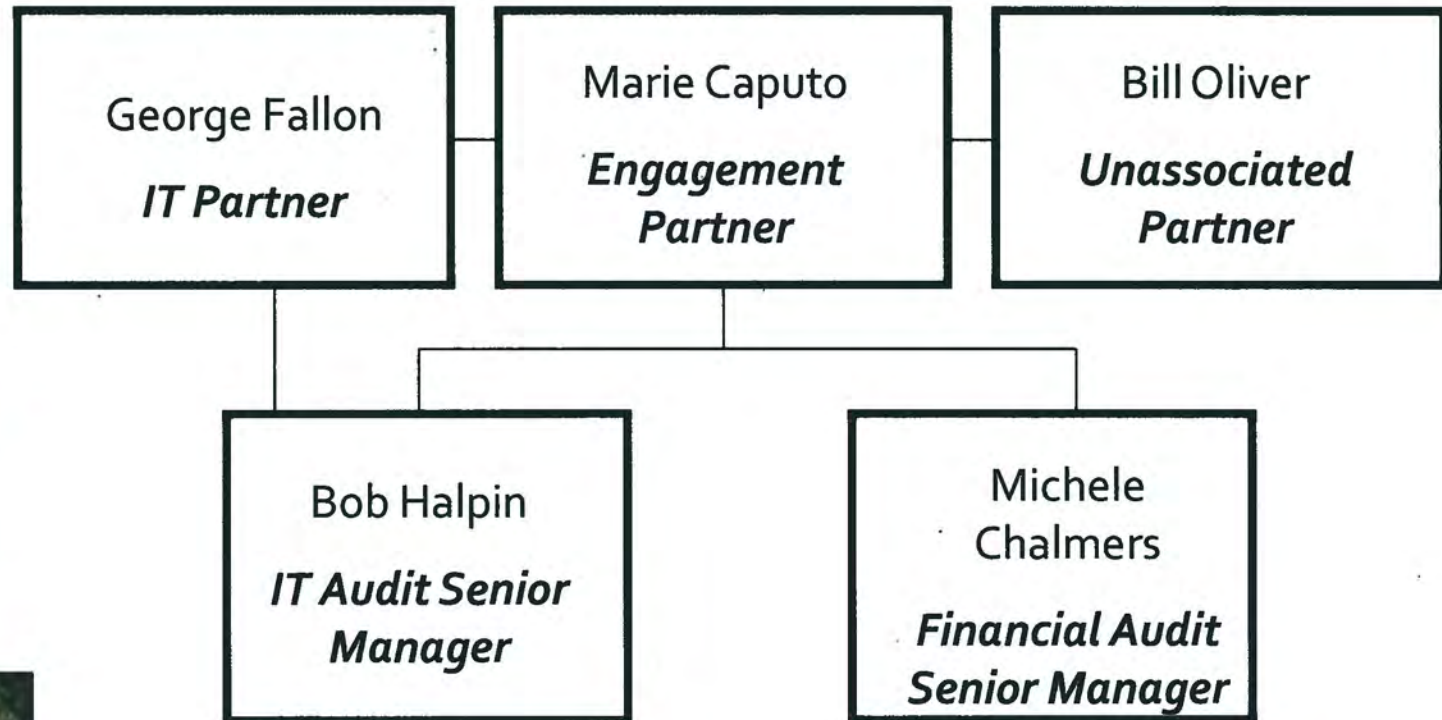 George Fallon
IT Partner
Marie Caputo
Engagement
Partner
Bill Oliver
Unassociated
Partner
Bob Halpin
IT Audit Senior
Manager
Michele
Chalmers
Financial Audit
Senior Manager